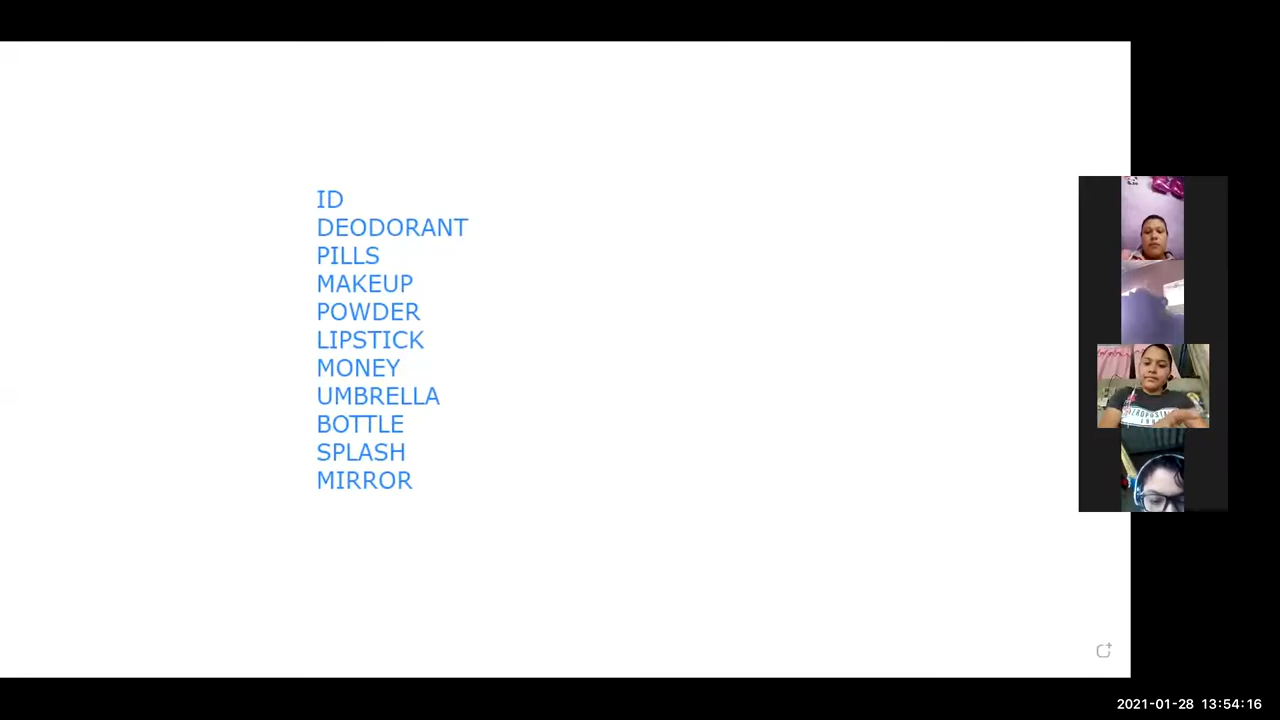 ID
DEODORANT
PILLS
MAKEUP
POWDER
LIPSTICK
MONEY
UMBRELLA
BOTTLE
SPLASH
MIRROR
2021-01-28 13:54:16